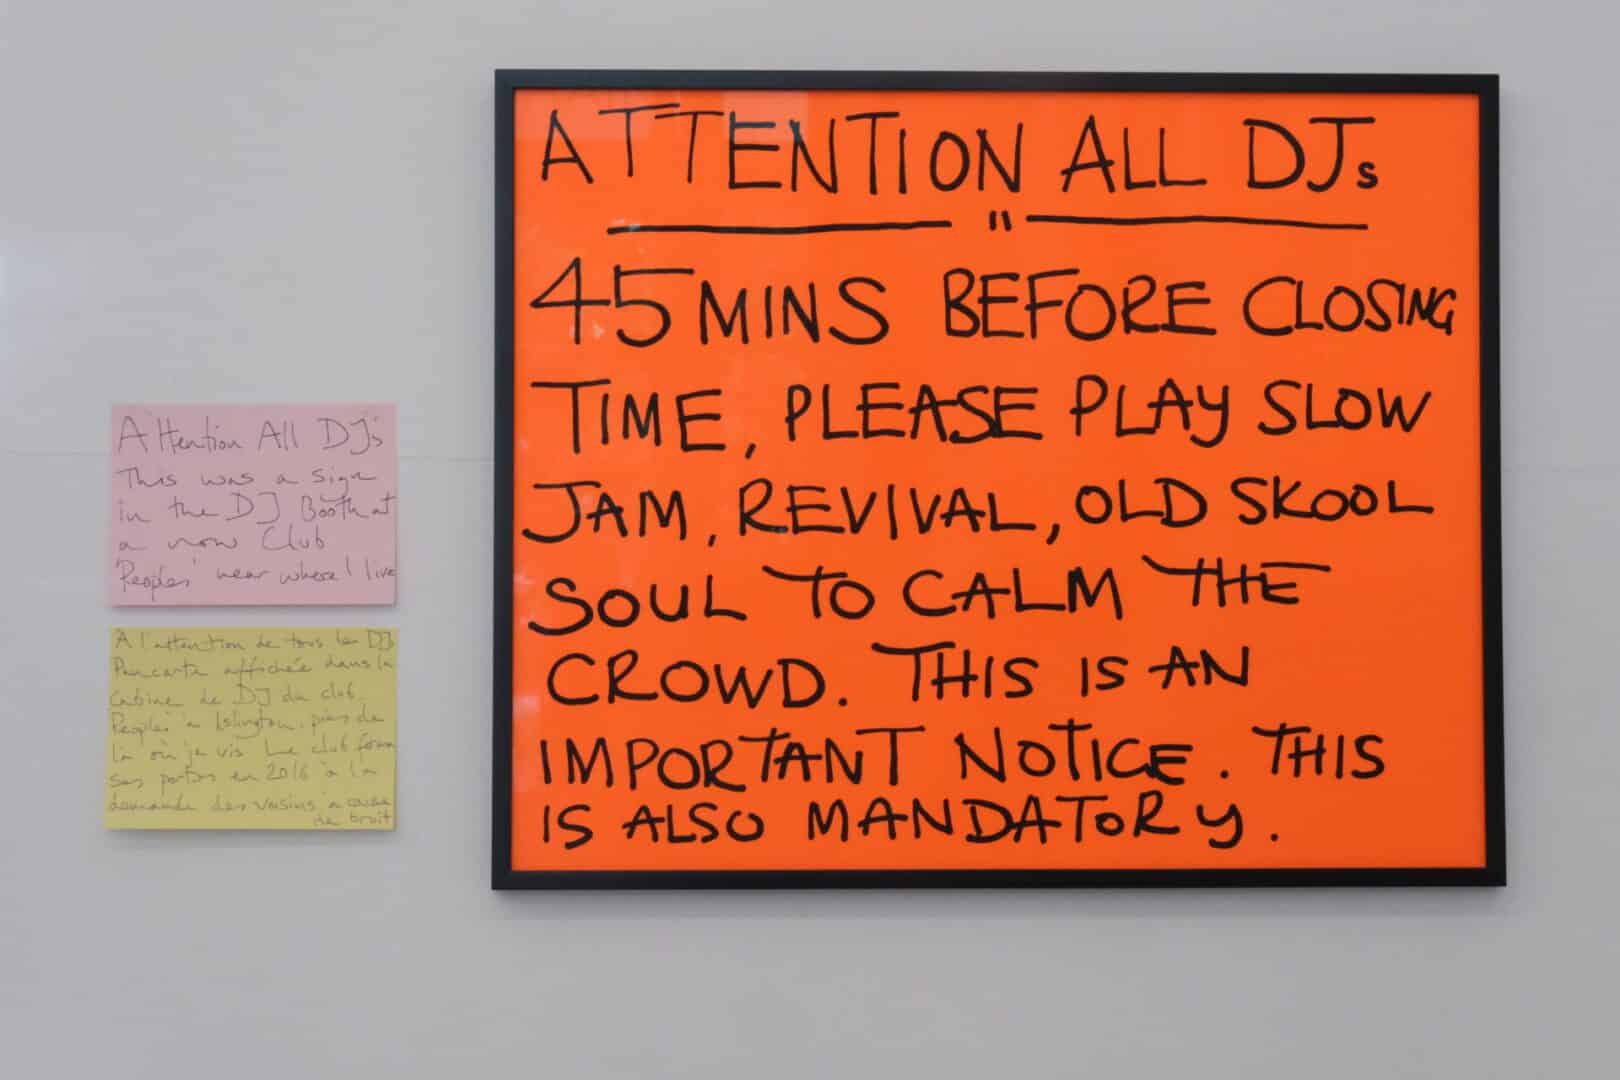 ATTENTION ALL DJs
"
45 MINS BEFORE CLOSING
TIME, PLEASE PLAY SLOW
JAM, REVIVAL, OLD SKOOL
SOUL TO CALM THE
CROWD. THIS IS AN
IMPORTANT NOTICE. THIS
IS ALSO MANDATORY.
Attention All DJ's
This was a sign
in the DJ Booth at
a now Club
'Peoples' near where I live
A l'attention de tous les DJs
Pancarte affichée dans la
Cabine de DJ du club
Peoples à Islington, près de
là où je vis Le club ferma
ses portes en 2016 à la
demande des voisins à cause
de bruit